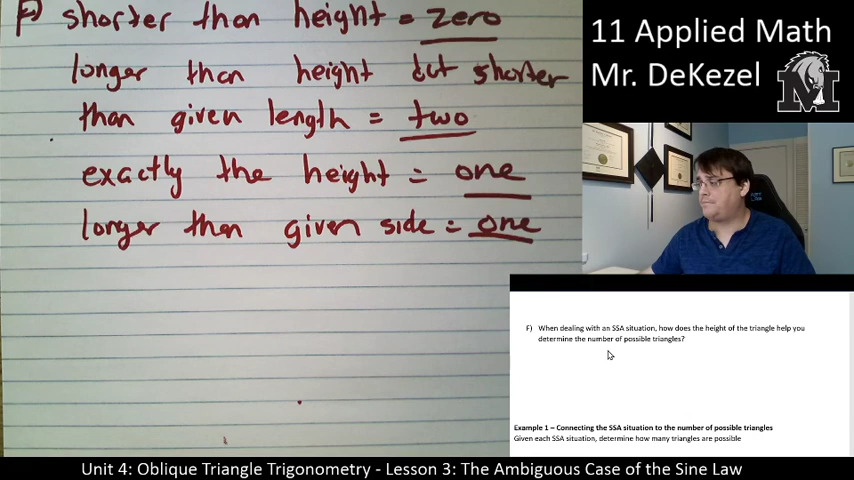 F) shorter than height = zero
longer than height but shorter
than given length = two
exactly the height = one
longer than given side = one
11 Applied Math
Mr. DeKezel
M
F) When dealing with an SSA situation, how does the height of the triangle help you
determine the number of possible triangles?
Example 1 – Connecting the SSA situation to the number of possible triangles
Given each SSA situation, determine how many triangles are possible
Unit 4: Oblique Triangle Trigonometry - Lesson 3: The Ambiguous Case of the Sine Law